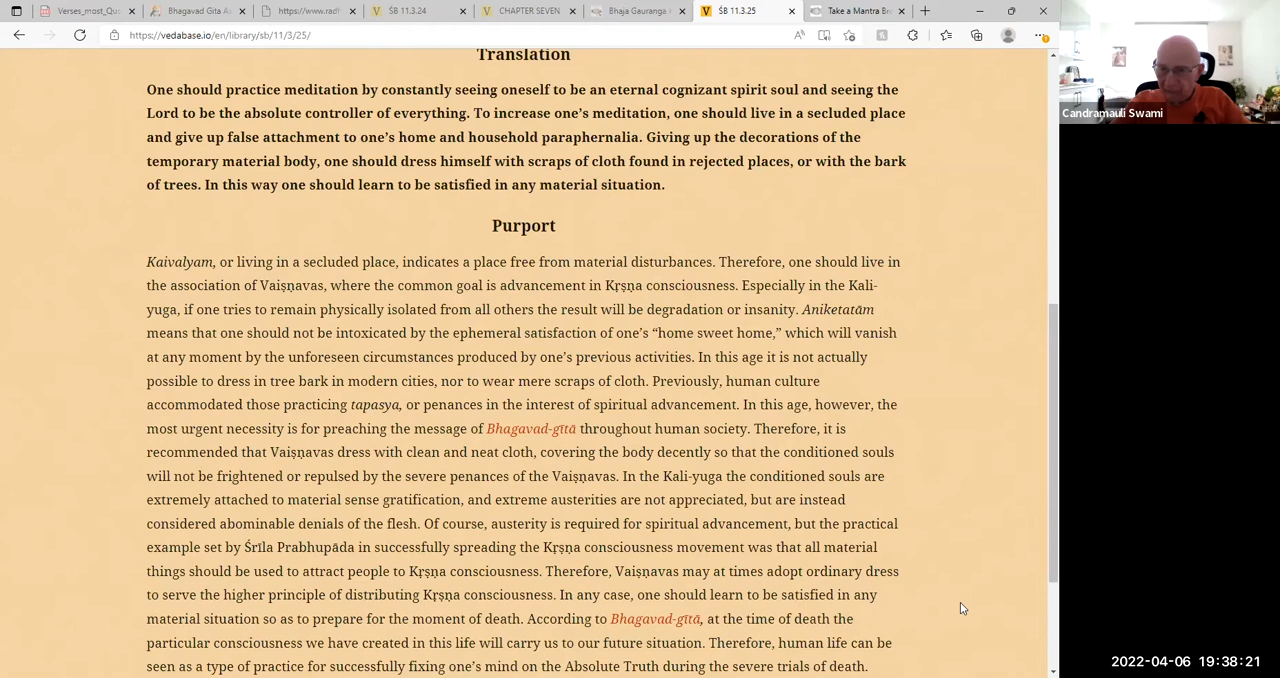 Verses_most_Qu
Bhagavad Gita As
https://www.radh
ŚB 11.3.24
CHAPTER SEVEN
Bhaja Gauranga
ŚB 11.3.25
Take a Mantra Bre
https://vedabase.io/en/library/sb/11/3/25/
Candramauli Swami
Translation
One should practice meditation by constantly seeing oneself to be an eternal cognizant spirit soul and seeing the
Lord to be the absolute controller of everything. To increase one's meditation, one should live in a secluded place
and give up false attachment to one's home and household paraphernalia. Giving up the decorations of the
temporary material body, one should dress himself with scraps of cloth found in rejected places, or with the bark
of trees. In this way one should learn to be satisfied in any material situation.
Purport
Kaivalyam, or living in a secluded place, indicates a place free from material disturbances. Therefore, one should live in
the association of Vaiṣṇavas, where the common goal is advancement in Kṛṣṇa consciousness. Especially in the Kali-
yuga, if one tries to remain physically isolated from all others the result will be degradation or insanity. Aniketatām
means that one should not be intoxicated by the ephemeral satisfaction of one's “home sweet home,” which will vanish
at any moment by the unforeseen circumstances produced by one's previous activities. In this age it is not actually
possible to dress in tree bark in modern cities, nor to wear mere scraps of cloth. Previously, human culture
accommodated those practicing tapasya, or penances in the interest of spiritual advancement. In this age, however, the
most urgent necessity is for preaching the message of Bhagavad-gītā throughout human society. Therefore, it is
recommended that Vaiṣṇavas dress with clean and neat cloth, covering the body decently so that the conditioned souls
will not be frightened or repulsed by the severe penances of the Vaiṣṇavas. In the Kali-yuga the conditioned souls are
extremely attached to material sense gratification, and extreme austerities are not appreciated, but are instead
considered abominable denials of the flesh. Of course, austerity is required for spiritual advancement, but the practical
example set by Śrīla Prabhupāda in successfully spreading the Kṛṣṇa consciousness movement was that all material
things should be used to attract people to Kṛṣṇa consciousness. Therefore, Vaiṣṇavas may at times adopt ordinary dress
to serve the higher principle of distributing Kṛṣṇa consciousness. In any case, one should learn to be satisfied in any
material situation so as to prepare for the moment of death. According to Bhagavad-gītā, at the time of death the
particular consciousness we have created in this life will carry us to our future situation. Therefore, human life can be
seen as a type of practice for successfully fixing one's mind on the Absolute Truth during the severe trials of death.
2022-04-06 19:38:21